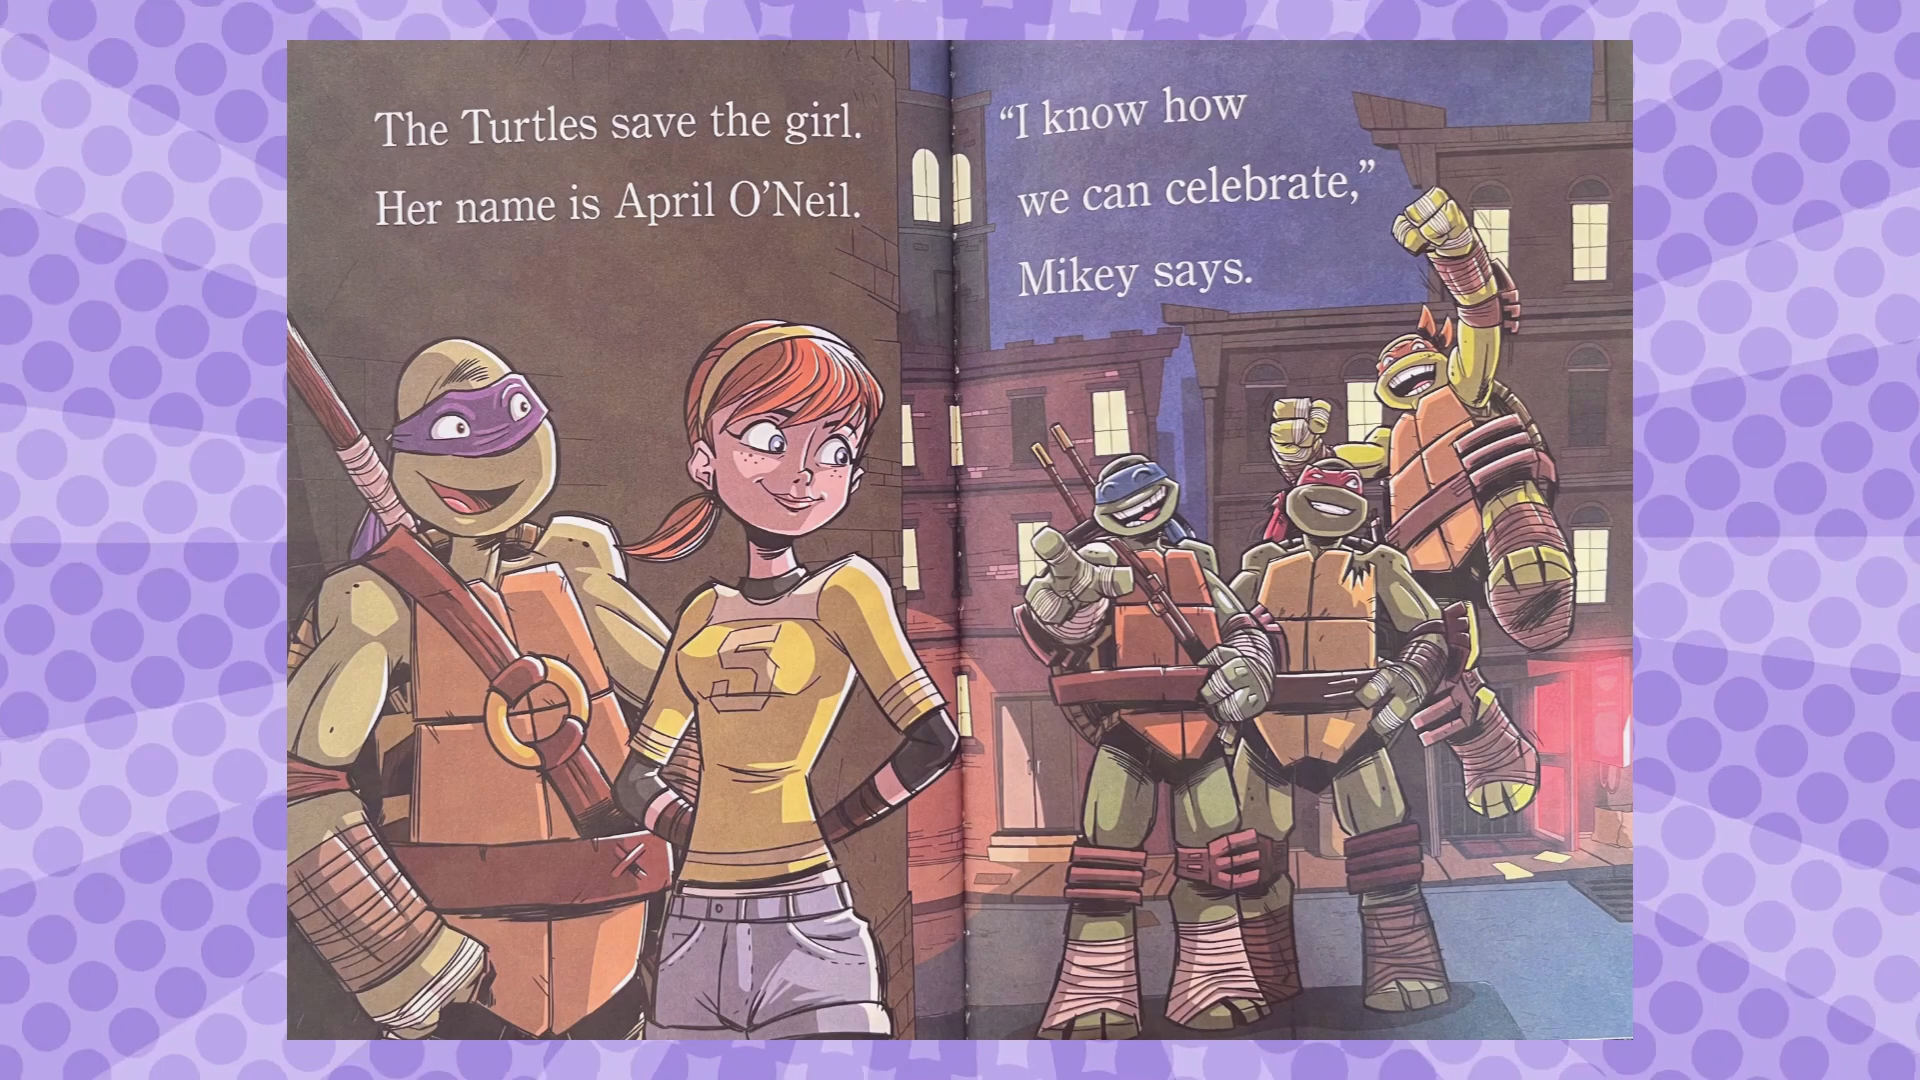 The Turtles save the girl.
Her name is April O’Neil.
“I know how
we can celebrate,”
Mikey says.
5